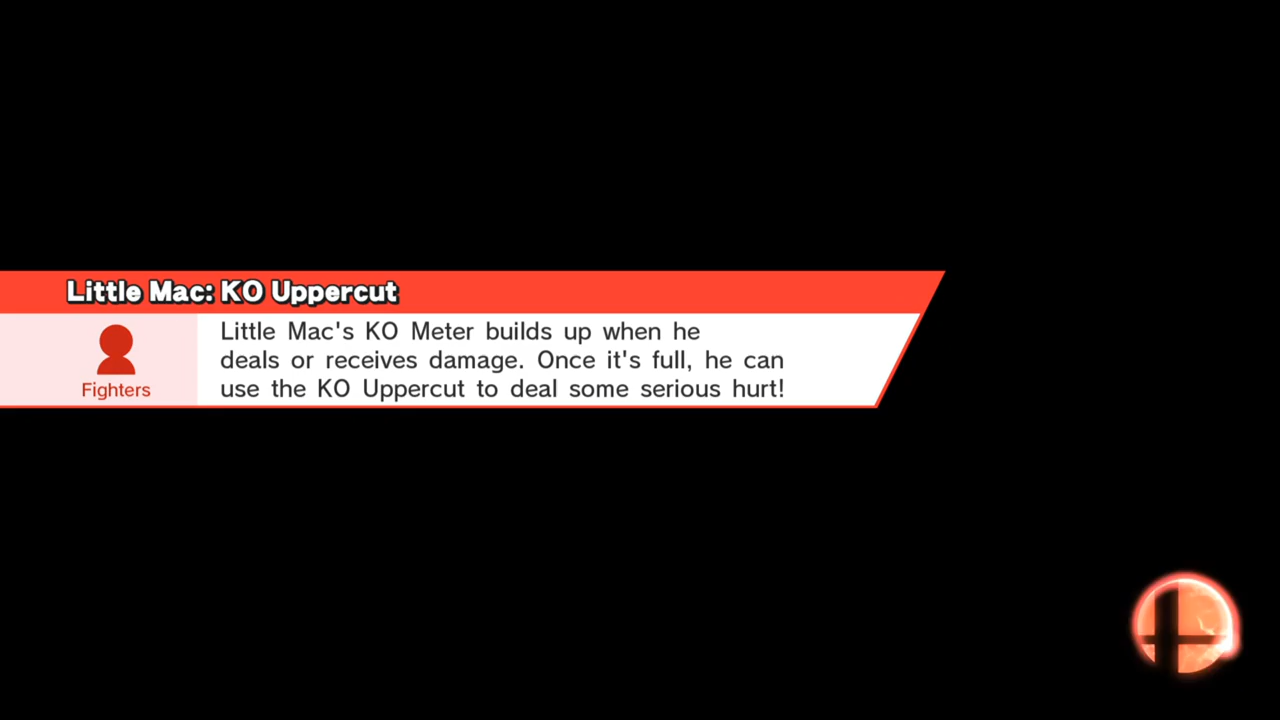 Little Mac: KO Uppercut
Fighters
Little Mac's KO Meter builds up when he
deals or receives damage. Once it's full, he can
use the KO Uppercut to deal some serious hurt!